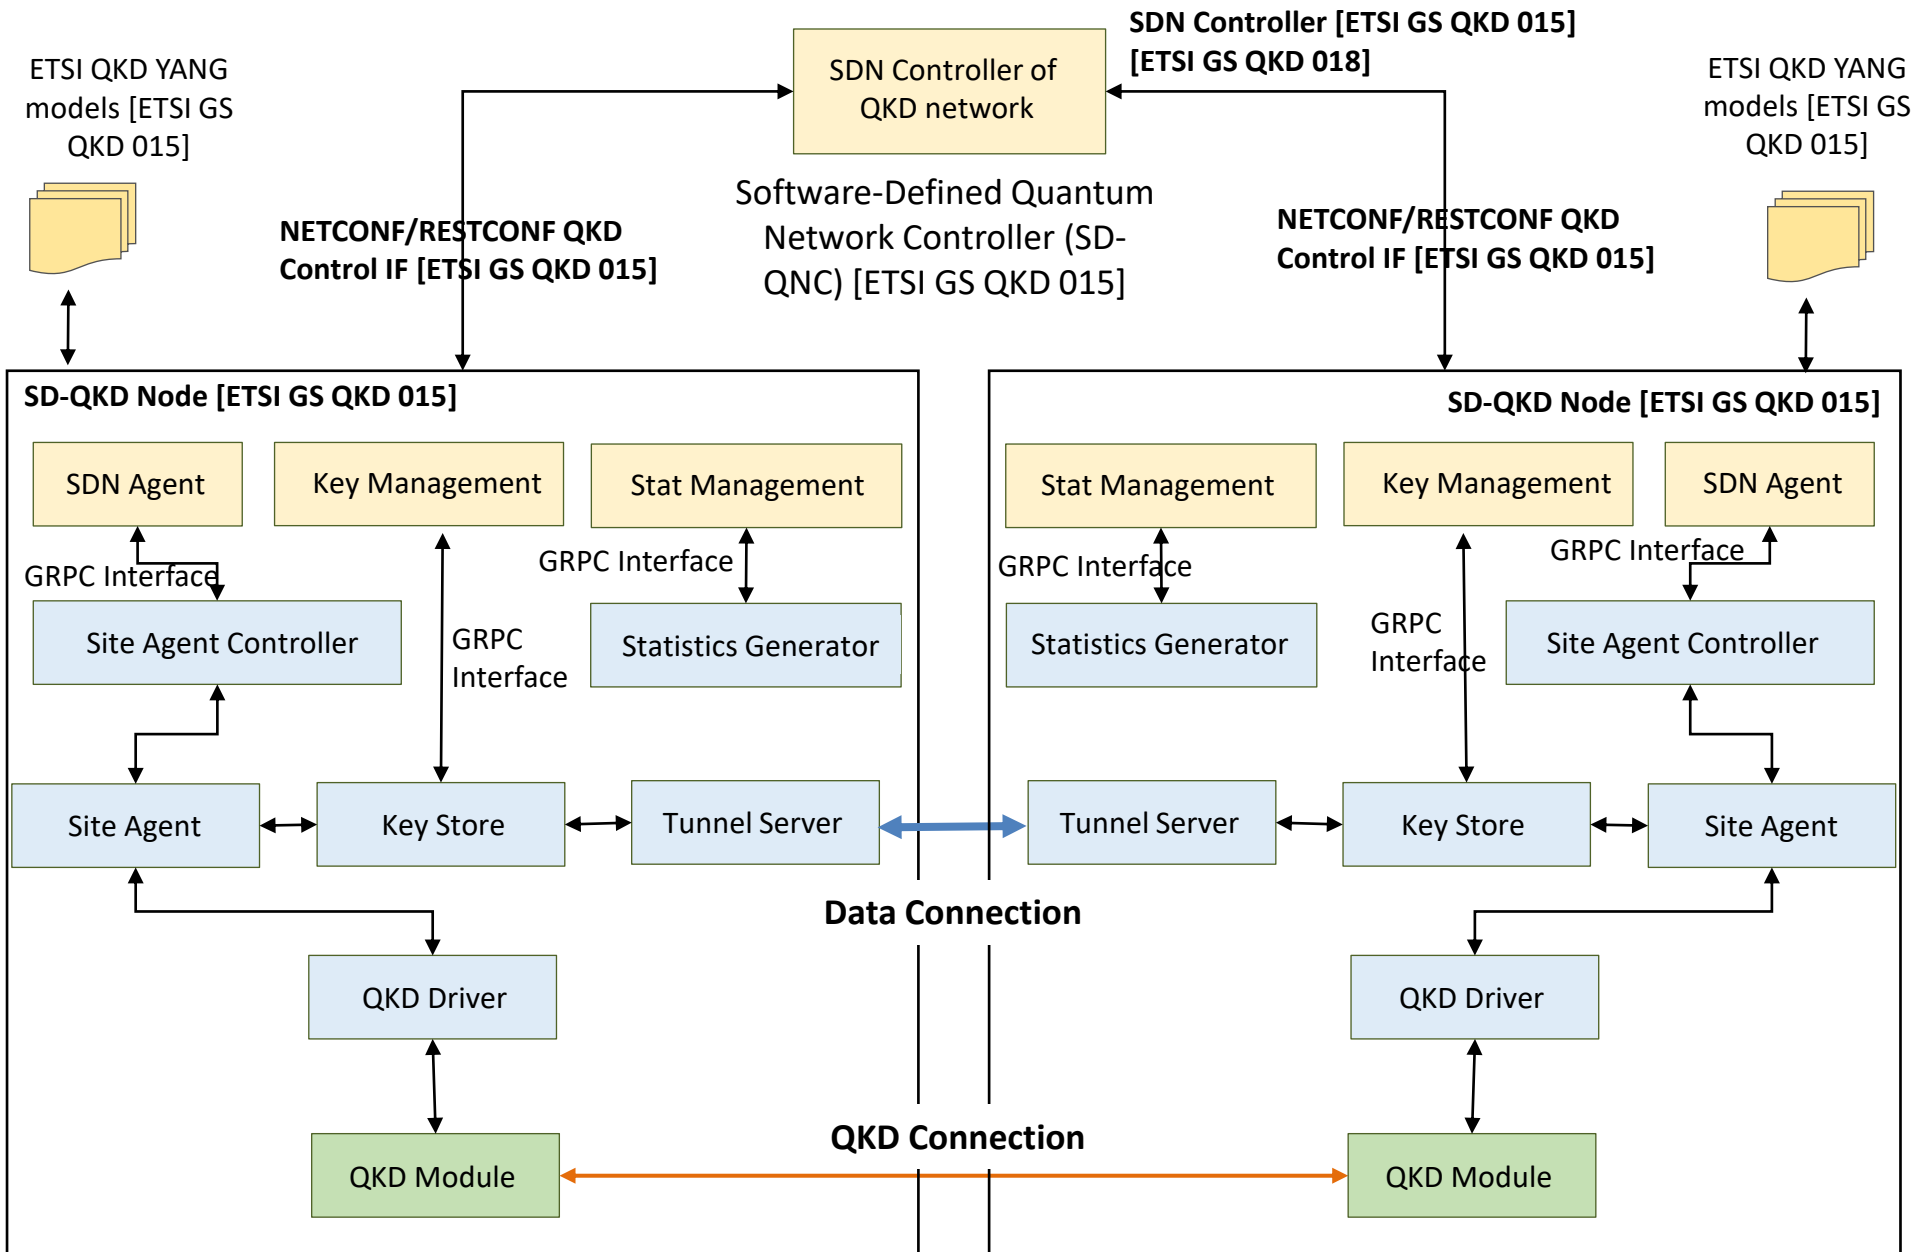 SDN Controller [ETSI GS QKD 015]
[ETSI GS QKD 018]
ETSI QKD YANG
models [ETSI GS
QKD 015]
SDN Controller of
QKD network
ETSI QKD YANG
models [ETSI GS
QKD 015]
Software-Defined Quantum
Network Controller (SD-
QNC) [ETSI GS QKD 015]
NETCONF/RESTCONF QKD
Control IF [ETSI GS QKD 015]
NETCONF/RESTCONF QKD
Control IF [ETSI GS QKD 015]
SD-QKD Node [ETSI GS QKD 015]
SDN Agent
Key Management
Stat Management
GRPC Interface
GRPC Interface
Site Agent Controller
GRPC
Interface
Statistics Generator
Site Agent
Key Store
Tunnel Server
QKD Driver
QKD Module
SD-QKD Node [ETSI GS QKD 015]
Stat Management
Key Management
SDN Agent
GRPC Interface
GRPC Interface
Statistics Generator
GRPC
Interface
Site Agent Controller
Tunnel Server
Key Store
Site Agent
QKD Driver
QKD Module
Data Connection
QKD Connection